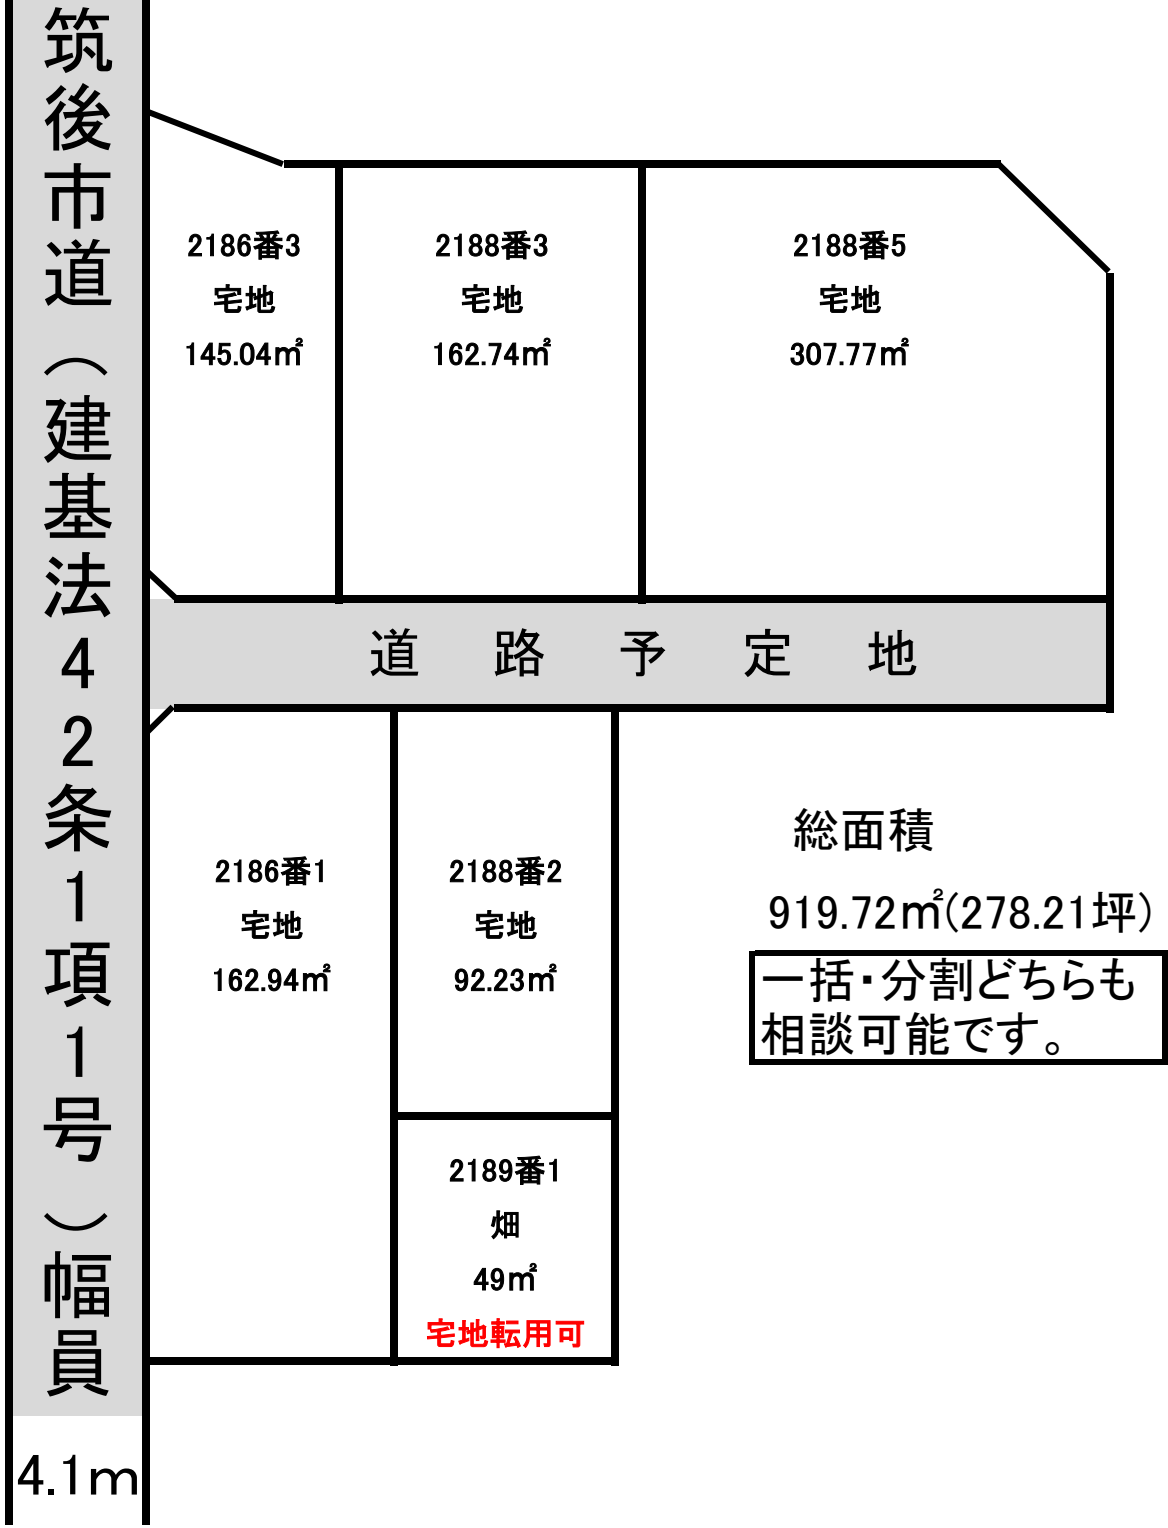 筑後市道（建基法42条1項1号）幅員
4.1m
2186番3
宅地
145.04㎡
2188番3
宅地
162.74㎡
2188番5
宅地
307.77㎡
道路予定地
2186番1
宅地
162.94㎡
2188番2
宅地
92.23㎡
2189番1
畑
49㎡
宅地転用可
総面積
919.72㎡(278.21坪)
一括・分割どちらも
相談可能です。